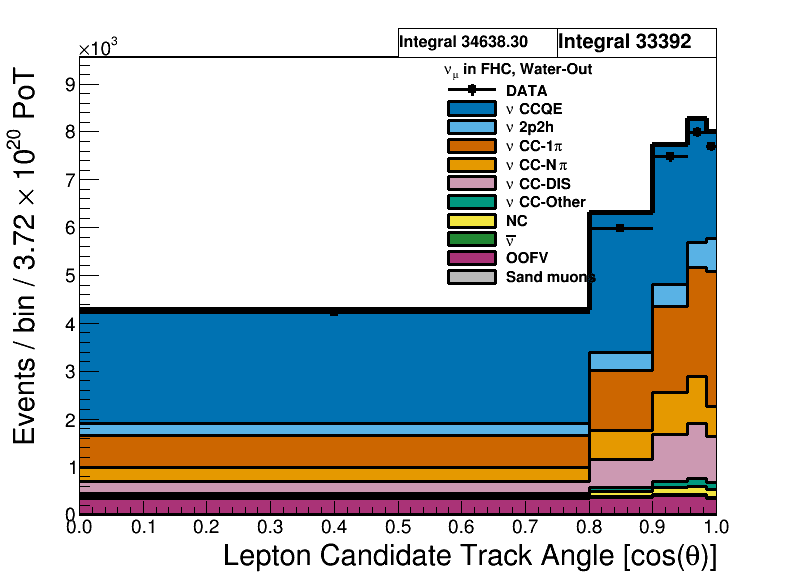 Integral 34638.30 Integral 33392
×10³
ν_μ in FHC, Water-Out
DATA
ν CCQE
ν 2p2h
ν CC-1π
ν CC-N π
ν CC-DIS
ν CC-Other
NC
ν̅
OOFV
Sand muons
Events / bin / 3.72 × 10²⁰ PoT
9
8
7
6
5
4
3
2
1
0
0.0 0.1 0.2 0.3 0.4 0.5 0.6 0.7 0.8 0.9 1.0
Lepton Candidate Track Angle [cos(θ)]